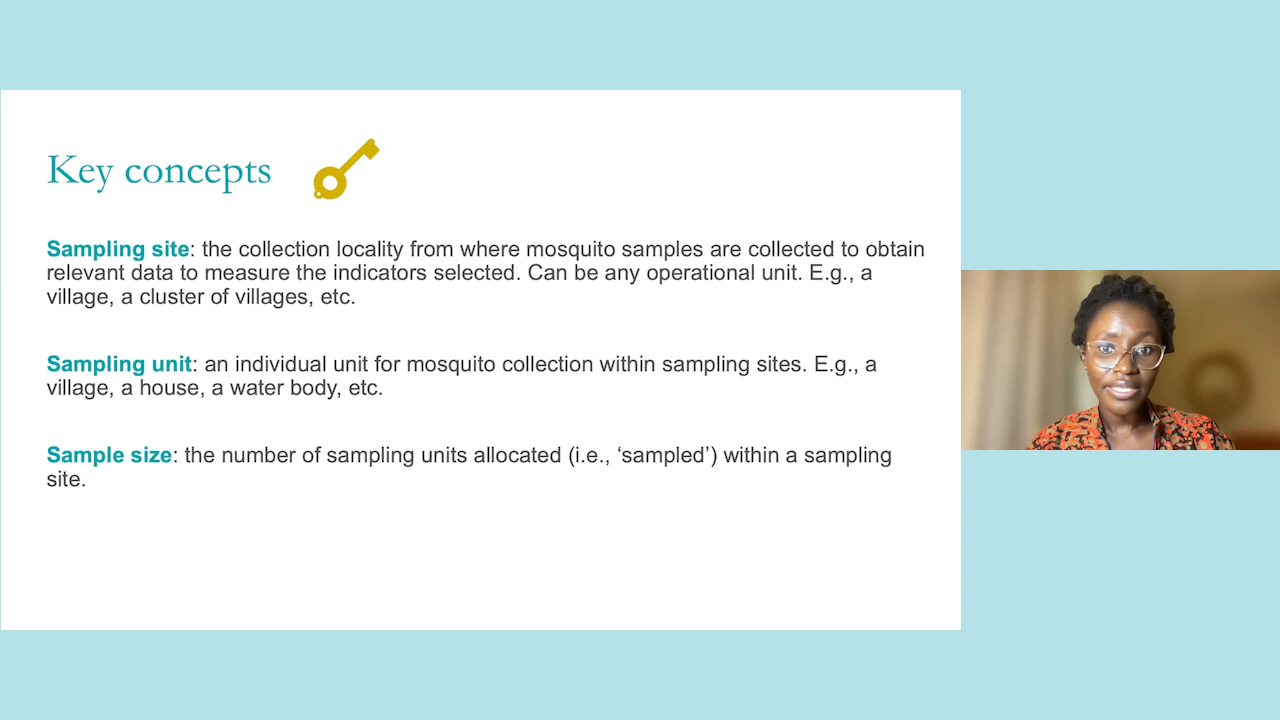 Key concepts
Sampling site: the collection locality from where mosquito samples are collected to obtain
relevant data to measure the indicators selected. Can be any operational unit. E.g., a
village, a cluster of villages, etc.
Sampling unit: an individual unit for mosquito collection within sampling sites. E.g., a
village, a house, a water body, etc.
Sample size: the number of sampling units allocated (i.e., ‘sampled’) within a sampling
site.